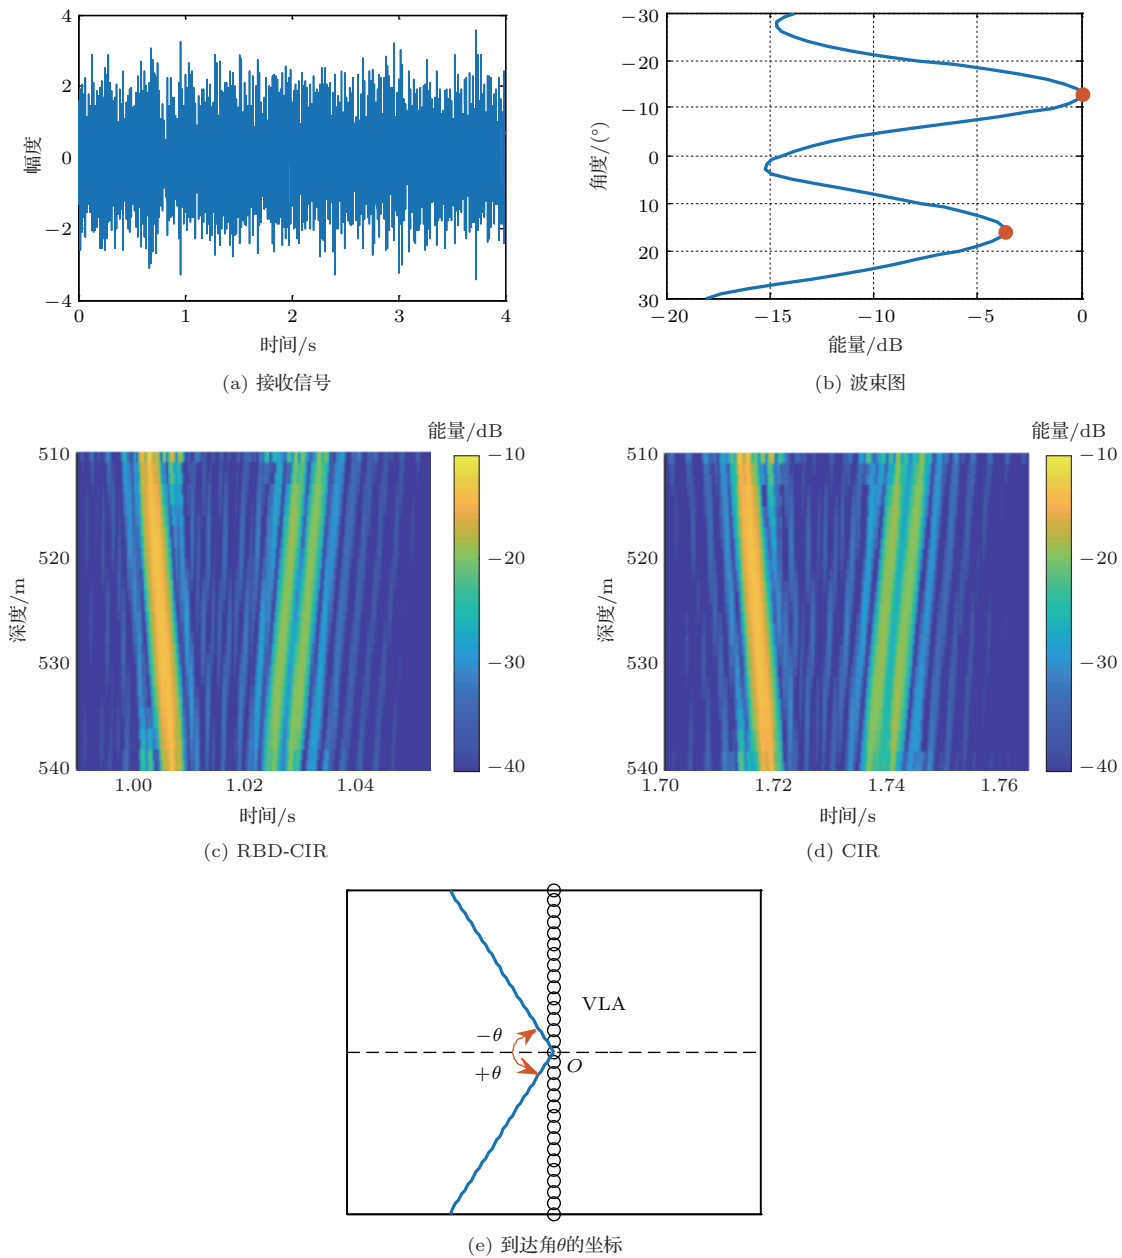 4
2
0
−2
−4
幅度
0
1
2
3
4
时间/s
(a) 接收信号
−30
−20
−10
0
10
20
30
角度/(°)
−20
−15
−10
−5
0
能量/dB
(b) 波束图
能量/dB
510
520
530
540
深度/m
1.00
1.02
1.04
时间/s
−10
−20
−30
−40
(c) RBD-CIR
能量/dB
510
520
530
540
深度/m
1.70
1.72
1.74
1.76
时间/s
−10
−20
−30
−40
(d) CIR
VLA
−θ
+θ
O
(e) 到达角θ的坐标